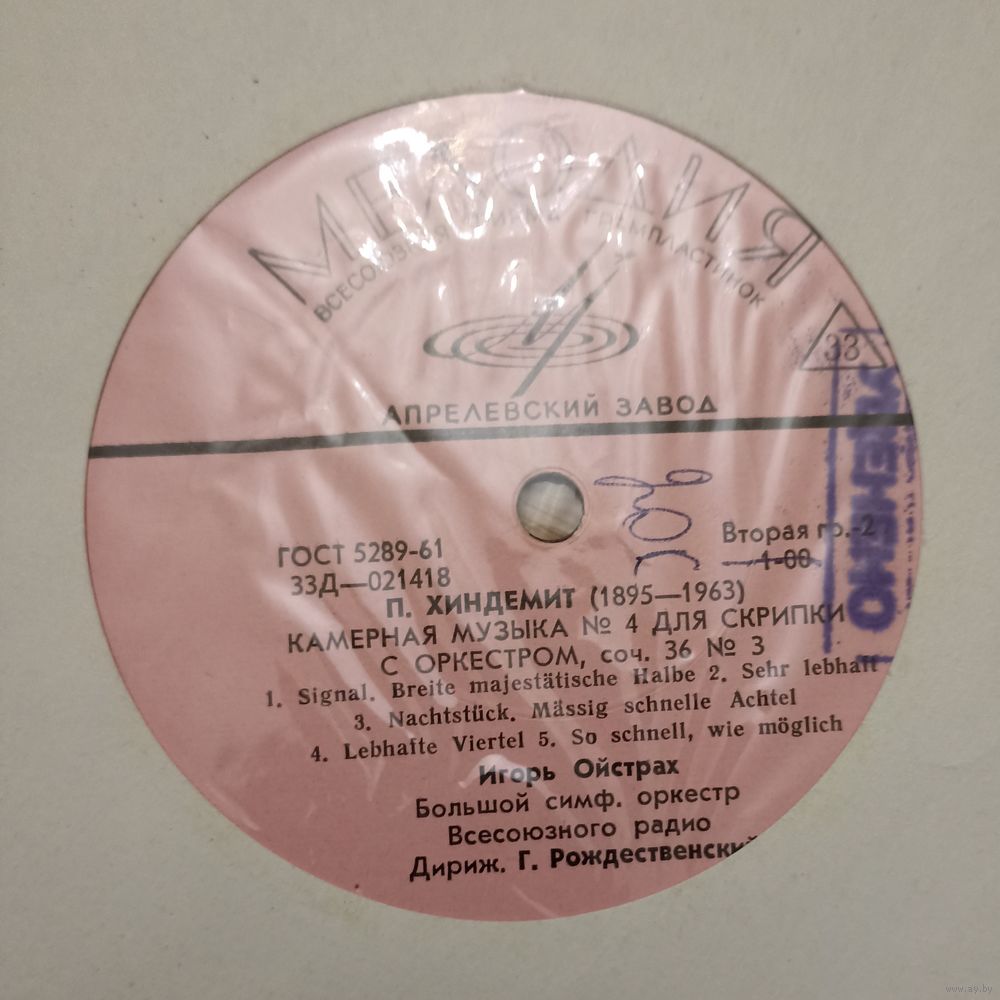 МЕЛОДИЯ
ВСЕСОЮЗНАЯ ФИРМА ГРАМПЛАСТИНОК
33
АПРЕЛЕВСКИЙ ЗАВОД
ГОСТ 5289-61
Вторая гр.-2
33Д—021418
1-00
П. ХИНДЕМИТ (1895—1963)
КАМЕРНАЯ МУЗЫКА № 4 ДЛЯ СКРИПКИ
С ОРКЕСТРОМ, соч. 36 № 3
1. Signal. Breite majestätische Halbe 2. Sehr lebhaft
3. Nachtstück. Mässig schnelle Achtel
4. Lebhafte Viertel 5. So schnell, wie möglich
Игорь Ойстрах
Большой симф. оркестр
Всесоюзного радио
Дириж. Г. Рождественский
www.ay.by